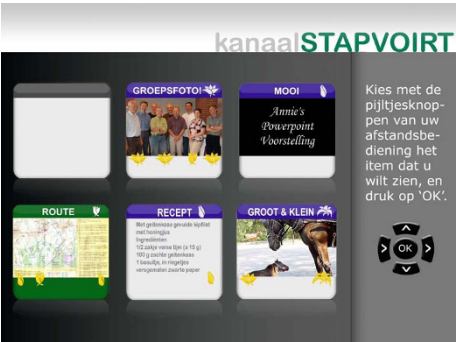 kanaalSTAPVOIRT
GROEPSFOTO!
MOOI
Annie's
Powerpoint
Voorstelling
ROUTE
RECEPT
Met geitenkaas gevulde kipfilet
met honingjus
Ingrediënten
1/2 zakje verse tijm (à 15 g)
100 g zachte geitenkaas
1 bosuitje, in ringetjes
versgemalen zwarte peper
GROOT & KLEIN
Kies met de
pijltjesknop-
pen van uw
afstandsbe-
diening het
item dat u
wilt zien, en
druk op ‘OK’.
OK